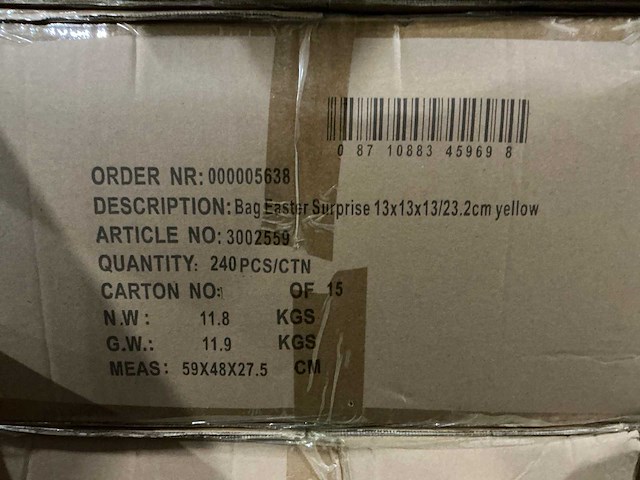 0 87 10883 45969 8
ORDER NR: 000005638
DESCRIPTION: Bag Easter Surprise 13x13x13/23.2cm yellow
ARTICLE NO: 3002559
QUANTITY: 240 PCS/CTN
CARTON NO: OF 15
N.W: 11.8 KGS
G.W.: 11.9 KGS
MEAS: 59X48X27.5 CM